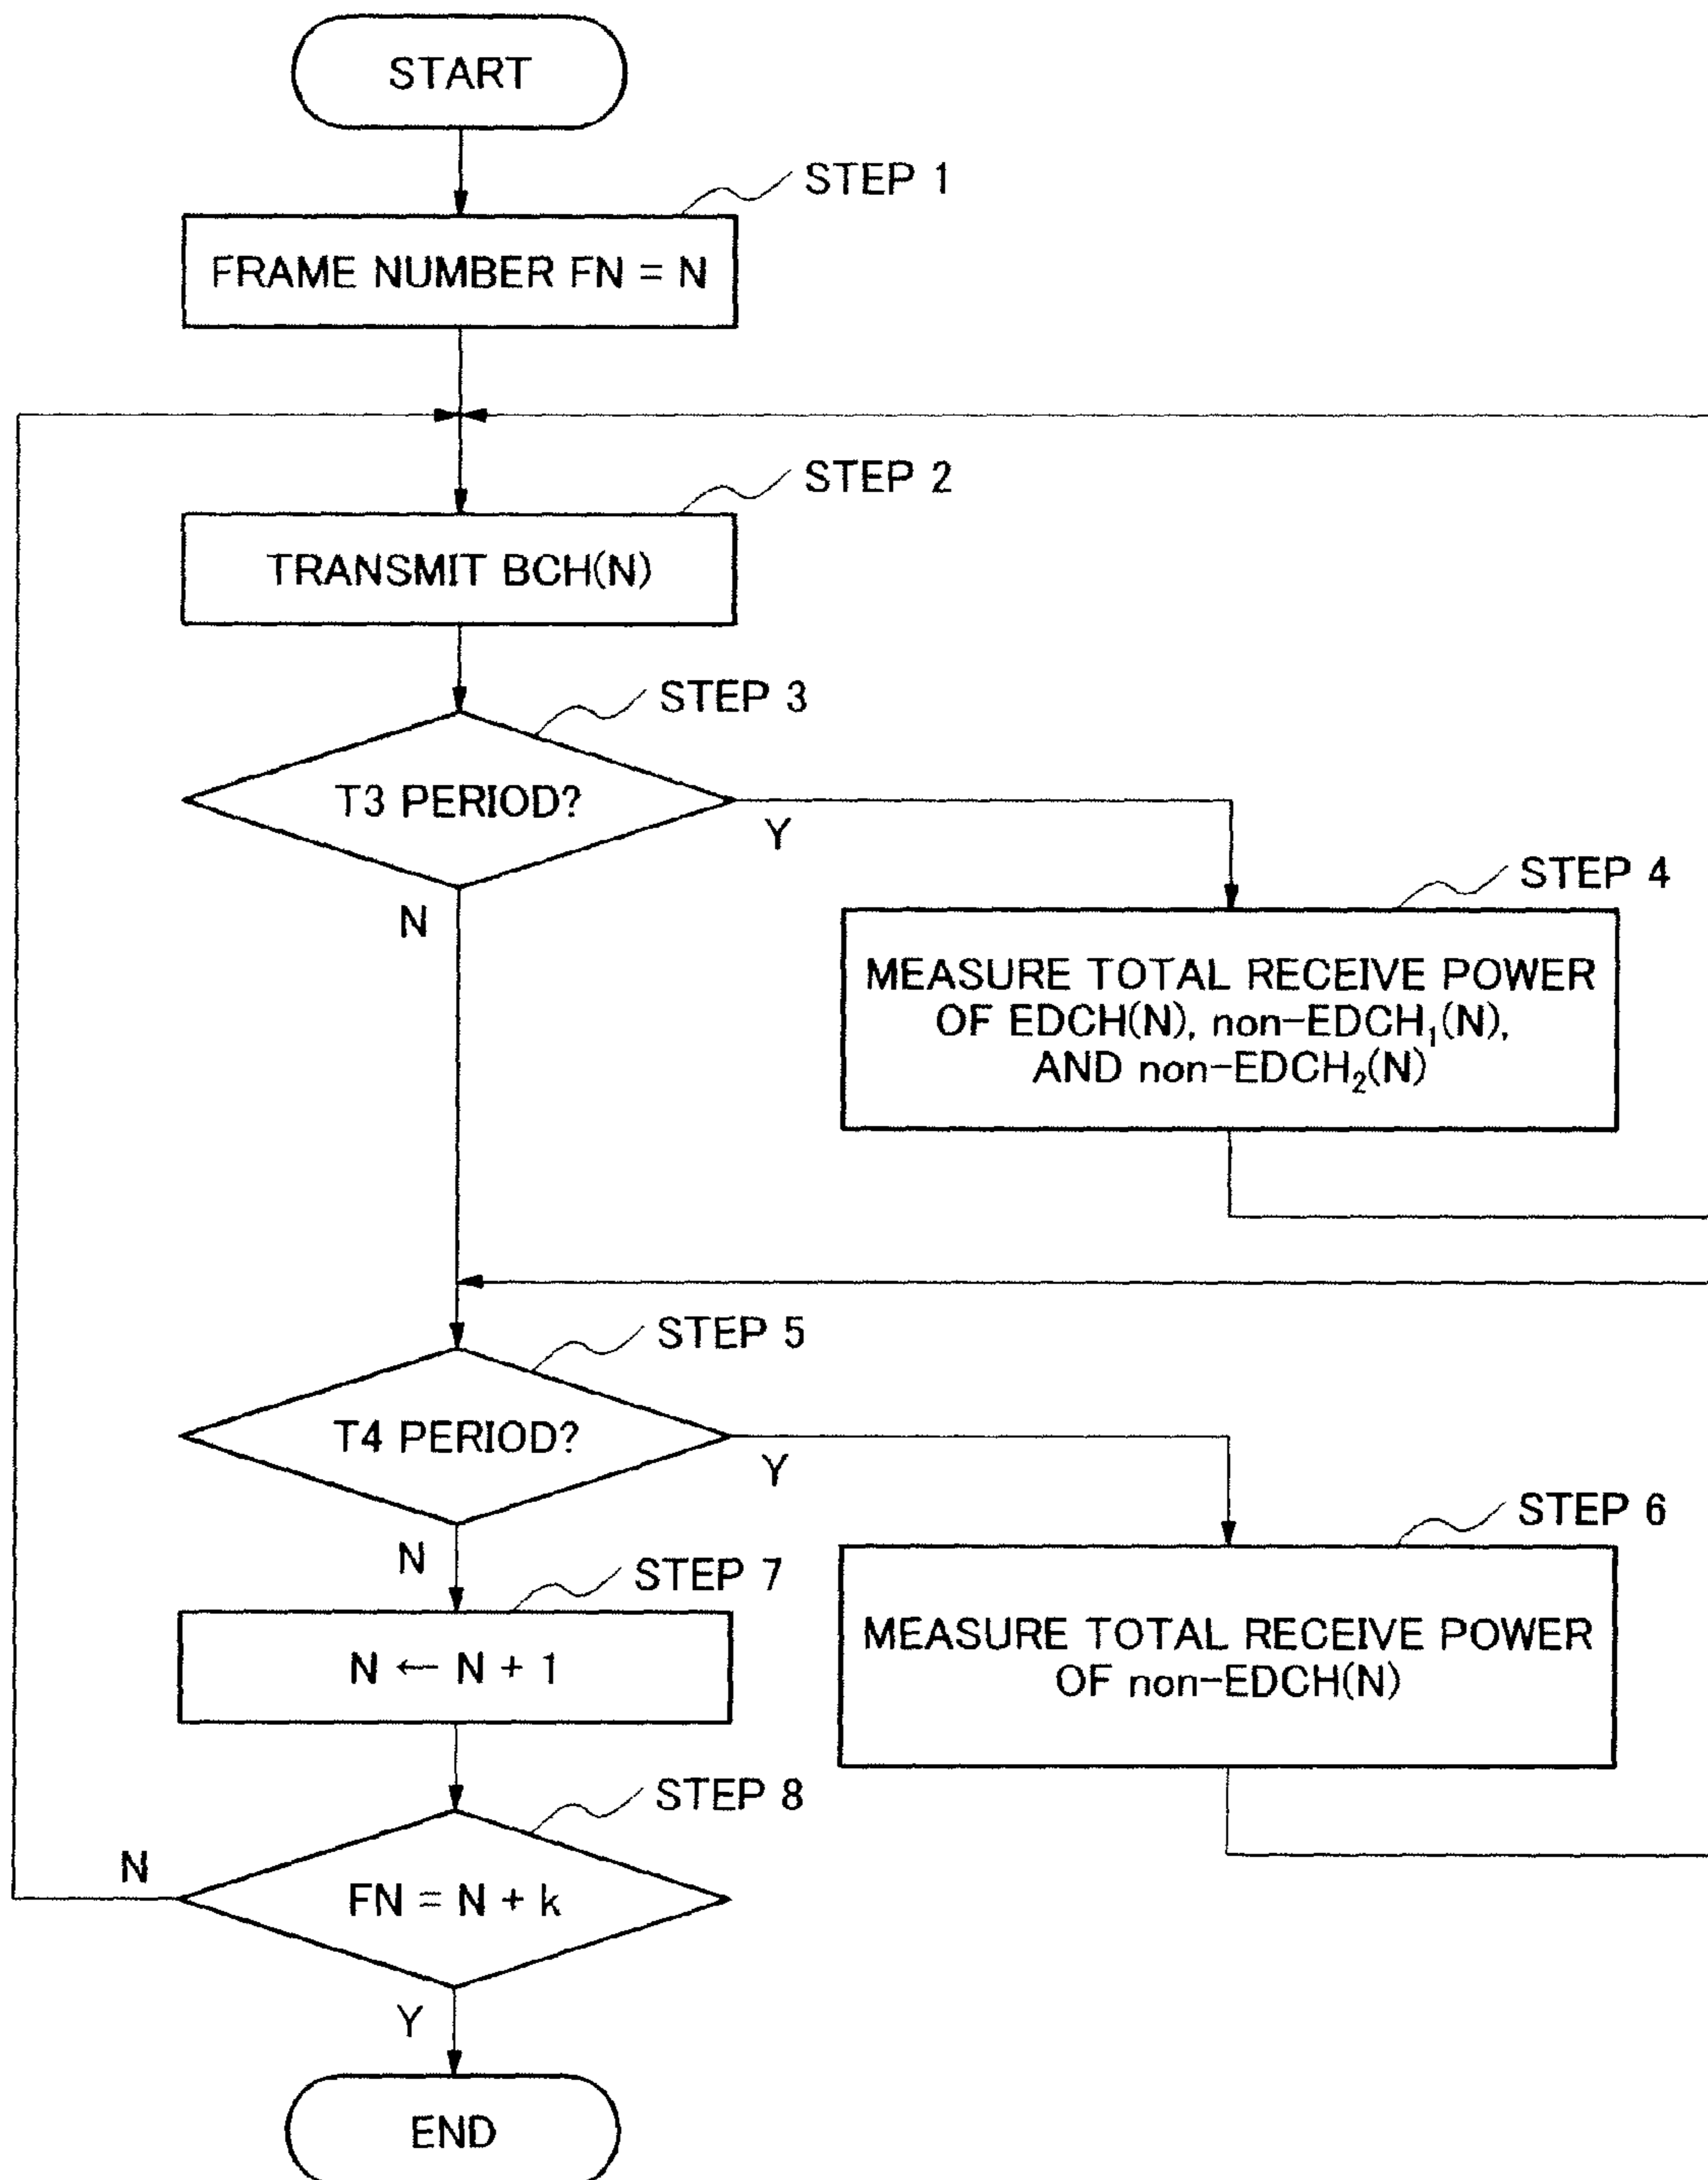 START
STEP 1
FRAME NUMBER FN = N
STEP 2
TRANSMIT BCH(N)
STEP 3
T3 PERIOD?
Y
N
STEP 4
MEASURE TOTAL RECEIVE POWER
OF EDCH(N), non-EDCH₁(N),
AND non-EDCH₂(N)
STEP 5
T4 PERIOD?
Y
N
STEP 6
MEASURE TOTAL RECEIVE POWER
OF non-EDCH(N)
STEP 7
N ← N + 1
STEP 8
N
FN = N + k
Y
END